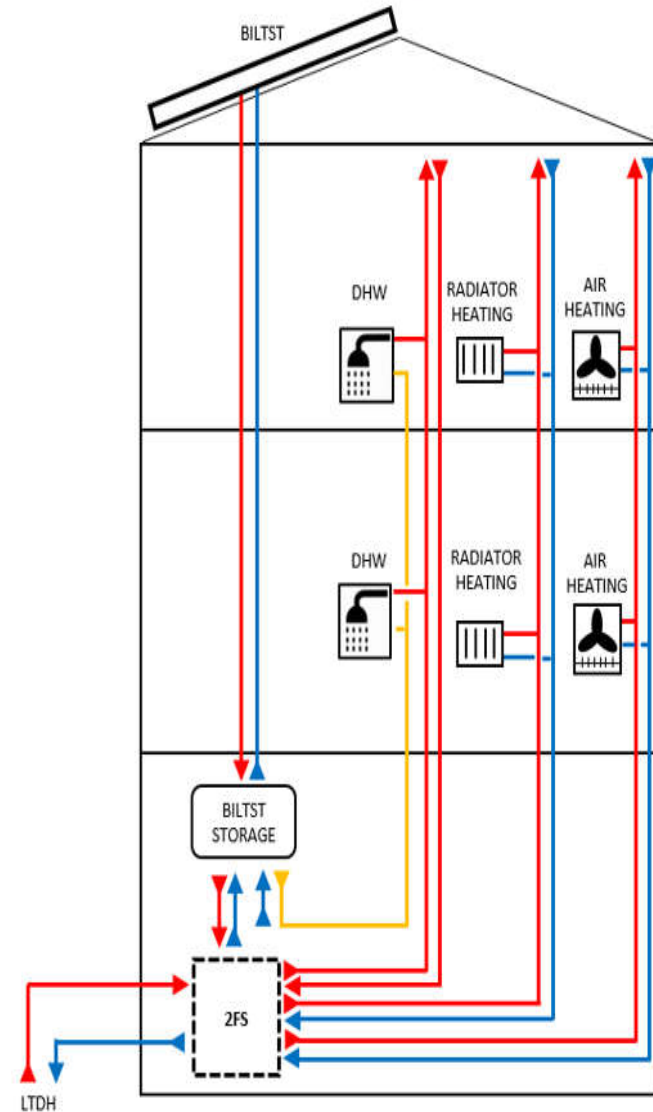 BILTST
DHW
RADIATOR
HEATING
AIR
HEATING
DHW
RADIATOR
HEATING
AIR
HEATING
BILTST
STORAGE
2FS
LTDH